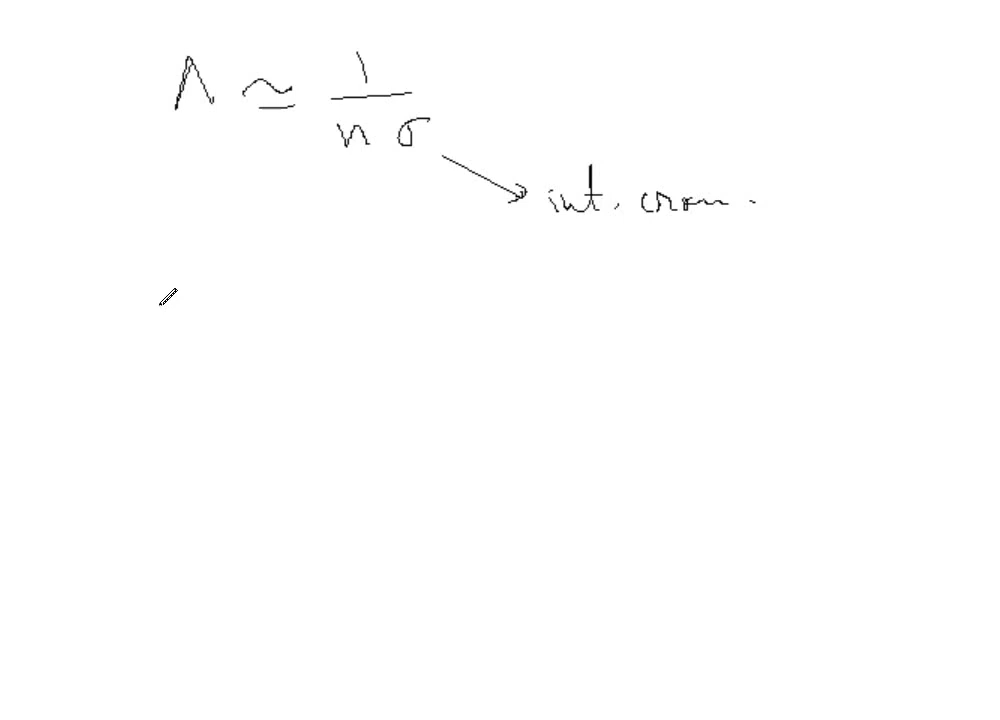 Λ ≃ 1 / n σ
int. cross.